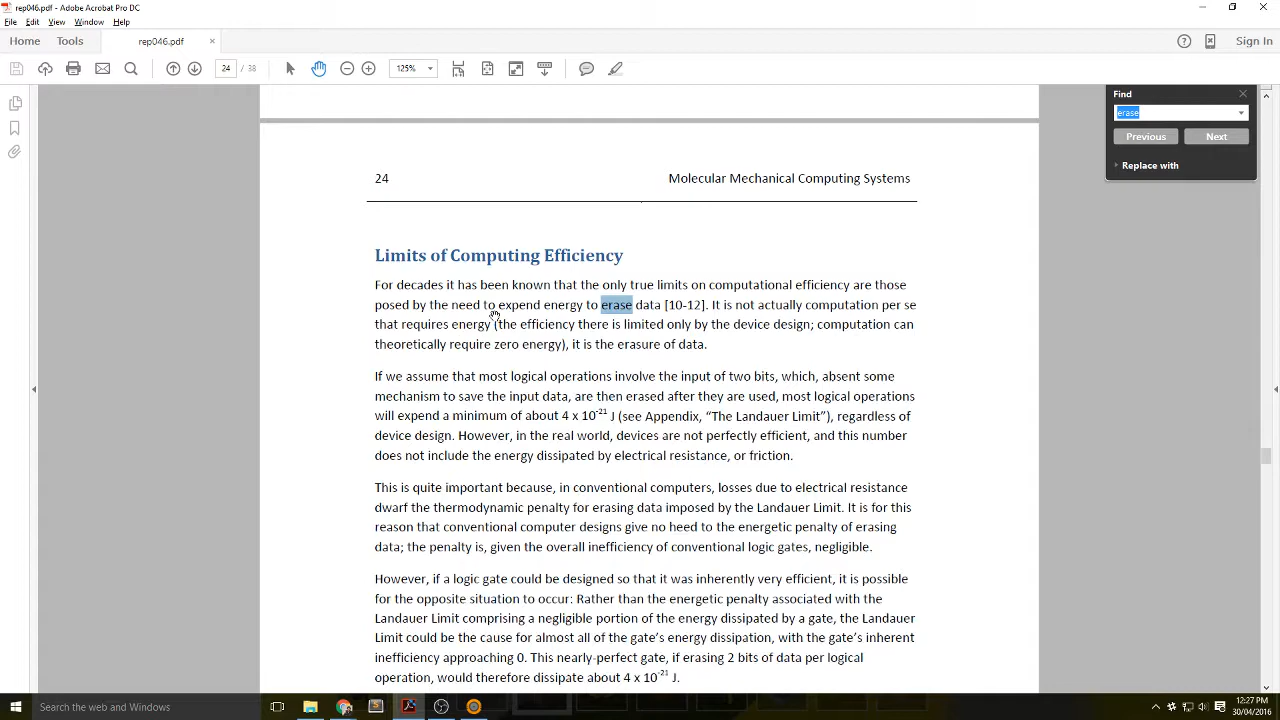 rep046.pdf - Adobe Acrobat Pro DC
File Edit View Window Help
Home Tools rep046.pdf × Sign In
24 / 38 125%
Find
erase
Previous Next
Replace with
24 Molecular Mechanical Computing Systems
Limits of Computing Efficiency
For decades it has been known that the only true limits on computational efficiency are those
posed by the need to expend energy to erase data [10-12]. It is not actually computation per se
that requires energy (the efficiency there is limited only by the device design; computation can
theoretically require zero energy), it is the erasure of data.
If we assume that most logical operations involve the input of two bits, which, absent some
mechanism to save the input data, are then erased after they are used, most logical operations
will expend a minimum of about 4 x 10⁻²¹ J (see Appendix, “The Landauer Limit”), regardless of
device design. However, in the real world, devices are not perfectly efficient, and this number
does not include the energy dissipated by electrical resistance, or friction.
This is quite important because, in conventional computers, losses due to electrical resistance
dwarf the thermodynamic penalty for erasing data imposed by the Landauer Limit. It is for this
reason that conventional computer designs give no heed to the energetic penalty of erasing
data; the penalty is, given the overall inefficiency of conventional logic gates, negligible.
However, if a logic gate could be designed so that it was inherently very efficient, it is possible
for the opposite situation to occur: Rather than the energetic penalty associated with the
Landauer Limit comprising a negligible portion of the energy dissipated by a gate, the Landauer
Limit could be the cause for almost all of the gate’s energy dissipation, with the gate’s inherent
inefficiency approaching 0. This nearly-perfect gate, if erasing 2 bits of data per logical
operation, would therefore dissipate about 4 x 10⁻²¹ J.
Search the web and Windows
12:27 PM
30/04/2016